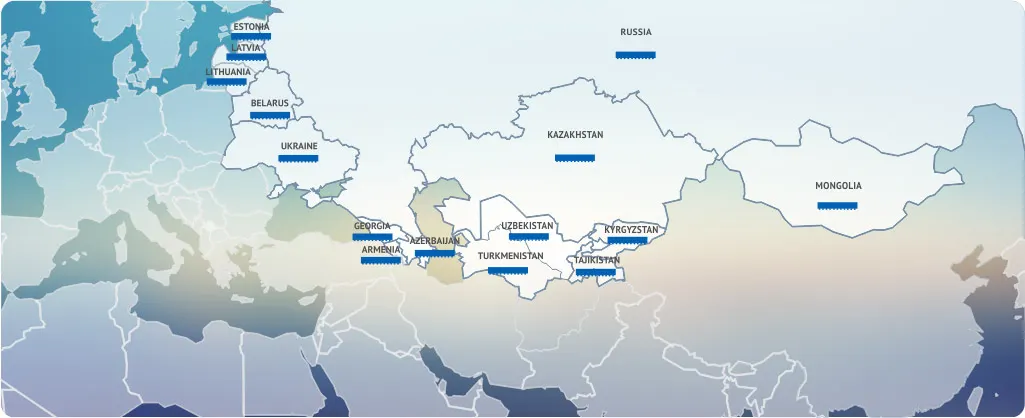 ESTONIA
RUSSIA
LATVIA
LITHUANIA
BELARUS
KAZAKHSTAN
UKRAINE
MONGOLIA
GEORGIA
UZBEKISTAN
KYRGYZSTAN
AZERBAIJAN
ARMENIA
TURKMENISTAN
TAJIKISTAN